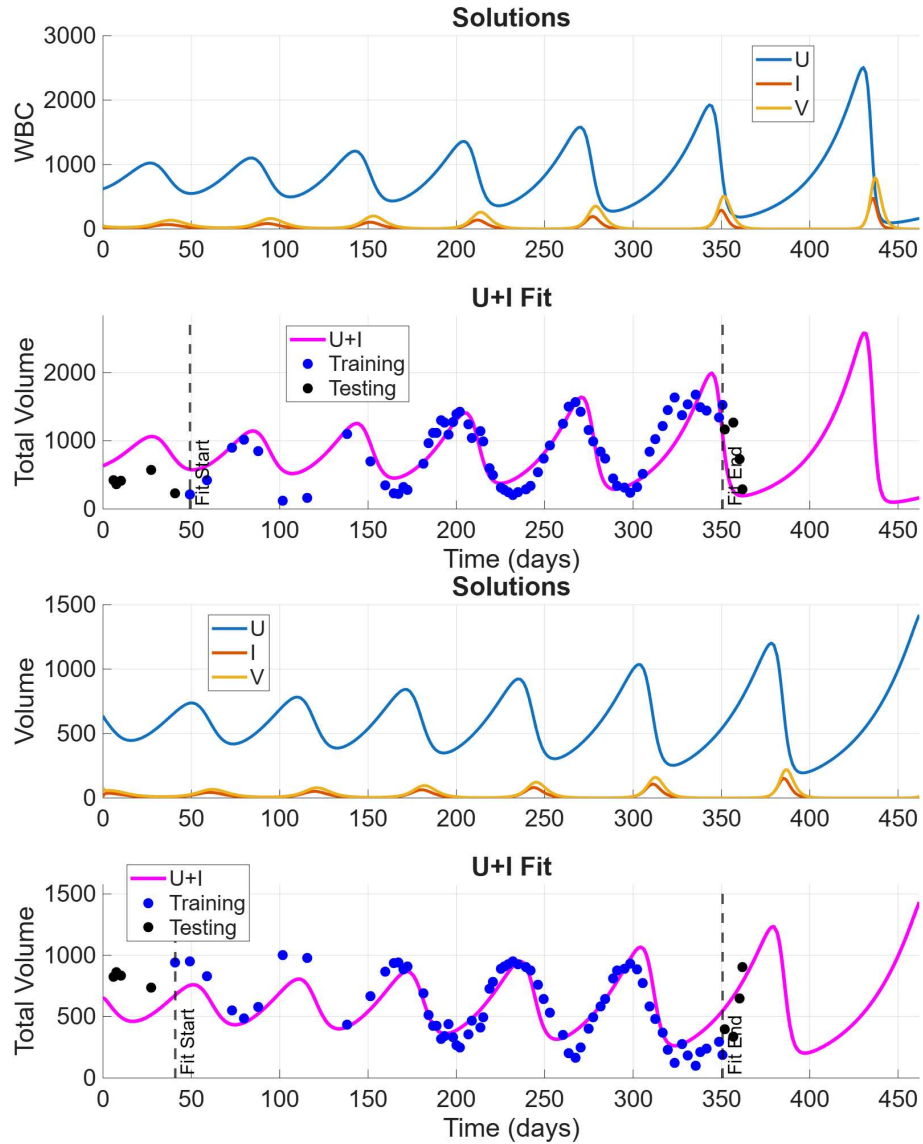 Solutions
3000
2000
1000
0
WBC
U
I
V
0 50 100 150 200 250 300 350 400 450
U+I Fit
2000
1000
0
Total Volume
U+I
Training
Testing
Fit Start
Fit End
0 50 100 150 200 250 300 350 400 450
Time (days)
Solutions
1500
1000
500
0
Volume
U
I
V
0 50 100 150 200 250 300 350 400 450
U+I Fit
1500
1000
500
0
Total Volume
U+I
Training
Testing
Fit Start
Fit End
0 50 100 150 200 250 300 350 400 450
Time (days)